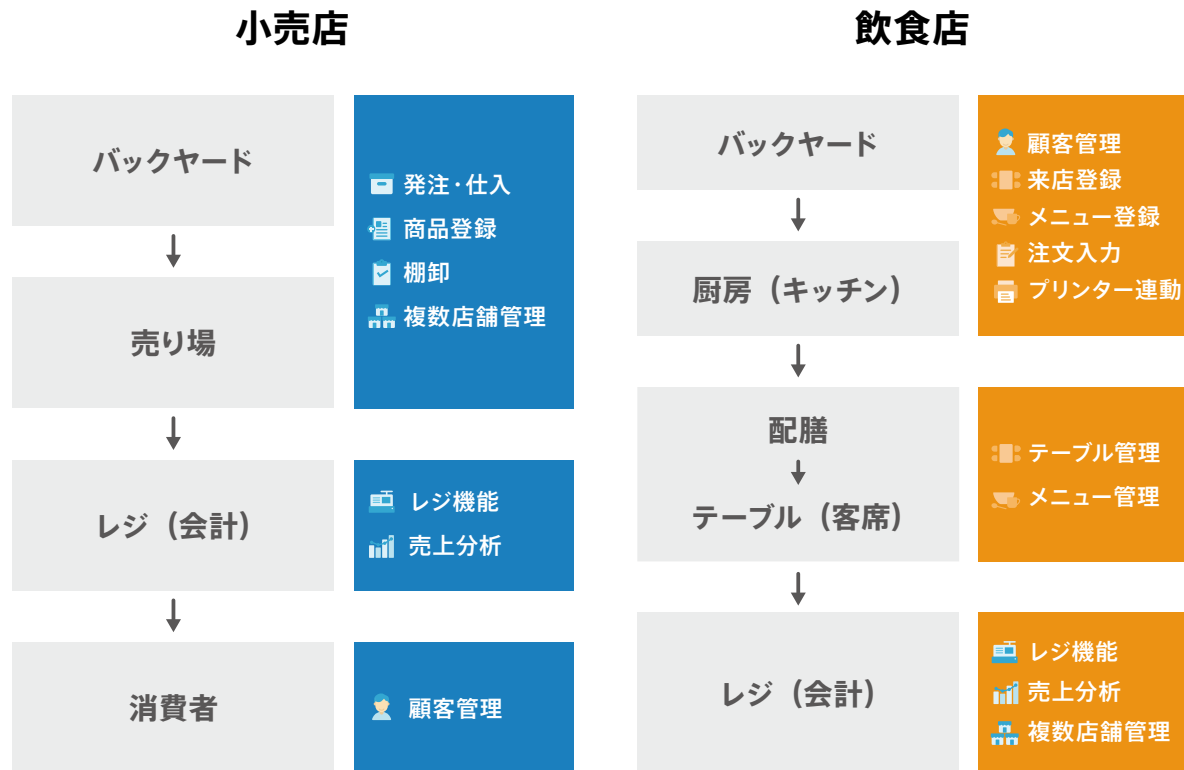 小売店
バックヤード
発注・仕入
商品登録
棚卸
複数店舗管理
売り場
レジ（会計）
レジ機能
売上分析
消費者
顧客管理
飲食店
バックヤード
厨房（キッチン）
顧客管理
来店登録
メニュー登録
注文入力
プリンター連動
配膳
テーブル（客席）
テーブル管理
メニュー管理
レジ（会計）
レジ機能
売上分析
複数店舗管理